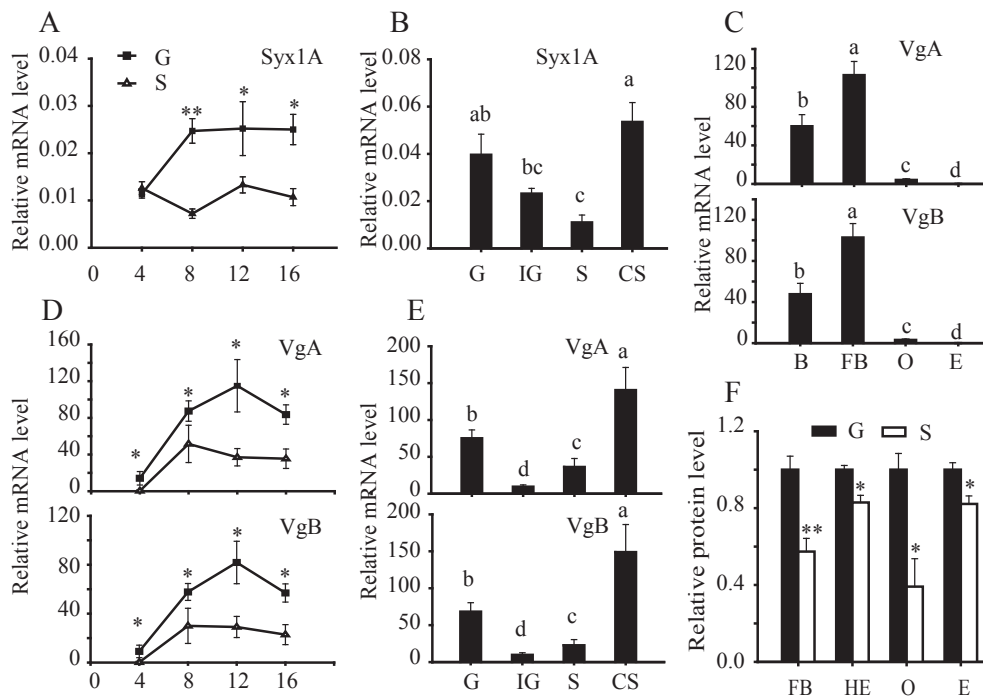 A
Syx1A
G
S
Relative mRNA level
0.04
0.03
0.02
0.01
0.00
**
*
*
0
4
8
12
16
B
Syx1A
Relative mRNA level
0.08
0.06
0.04
0.02
0.00
ab
bc
c
a
G
IG
S
CS
C
VgA
Relative mRNA level
120
80
40
0
b
a
c
d
VgB
120
80
40
0
b
a
c
d
B
FB
O
E
D
VgA
Relative mRNA level
160
120
80
40
0
*
*
*
*
VgB
120
80
40
0
*
*
*
*
0
4
8
12
16
E
VgA
Relative mRNA level
200
150
100
50
0
b
d
c
a
VgB
200
150
100
50
0
b
d
c
a
G
IG
S
CS
F
G
S
Relative protein level
1.2
0.8
0.4
0.0
**
*
*
*
FB
HE
O
E